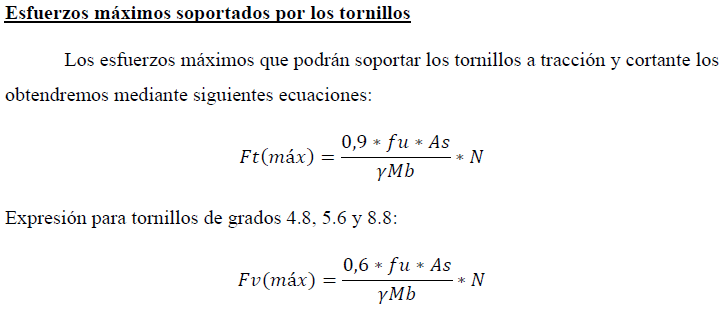 Esfuerzos máximos soportados por los tornillos
Los esfuerzos máximos que podrán soportar los tornillos a tracción y cortante los
obtendremos mediante siguientes ecuaciones:
Ft(máx) = 0,9 * fu * As / γMb * N
Expresión para tornillos de grados 4.8, 5.6 y 8.8:
Fv(máx) = 0,6 * fu * As / γMb * N